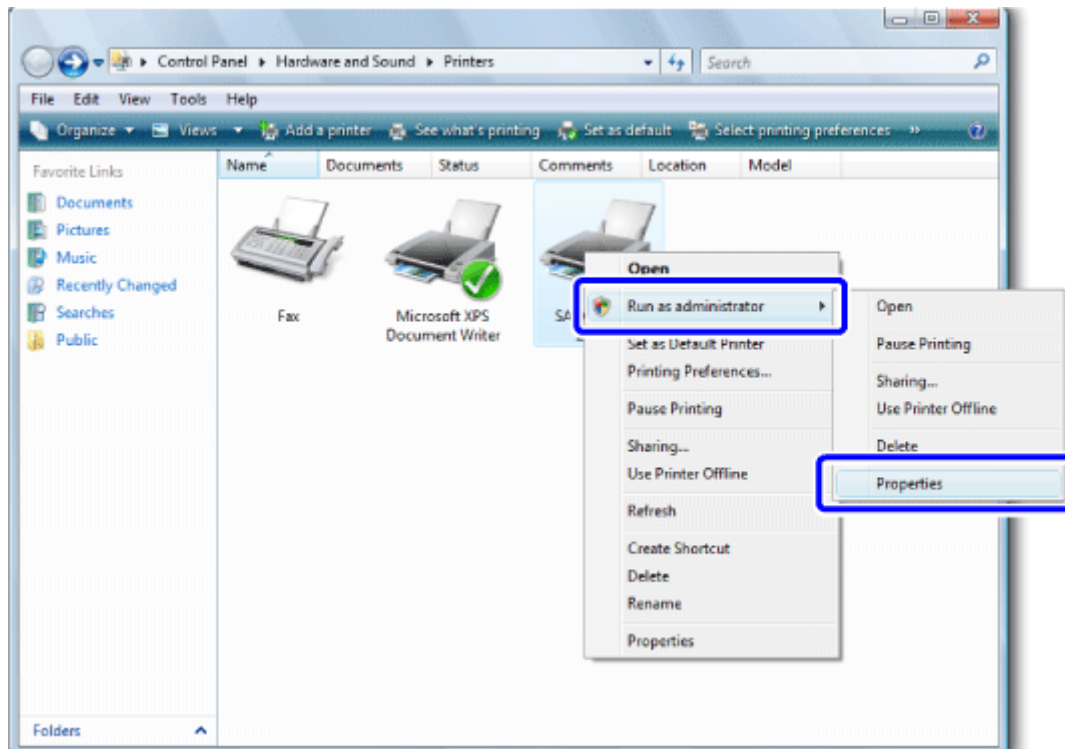 Control Panel ▸ Hardware and Sound ▸ Printers
Search
File Edit View Tools Help
Organize Views Add a printer See what's printing Set as default Select printing preferences »
Favorite Links
Documents
Pictures
Music
Recently Changed
Searches
Public
Folders
Name Documents Status Comments Location Model
Fax
Microsoft XPS
Document Writer
SA
Open
Run as administrator
Set as Default Printer
Printing Preferences...
Pause Printing
Sharing...
Use Printer Offline
Refresh
Create Shortcut
Delete
Rename
Properties
Open
Pause Printing
Sharing...
Use Printer Offline
Delete
Properties